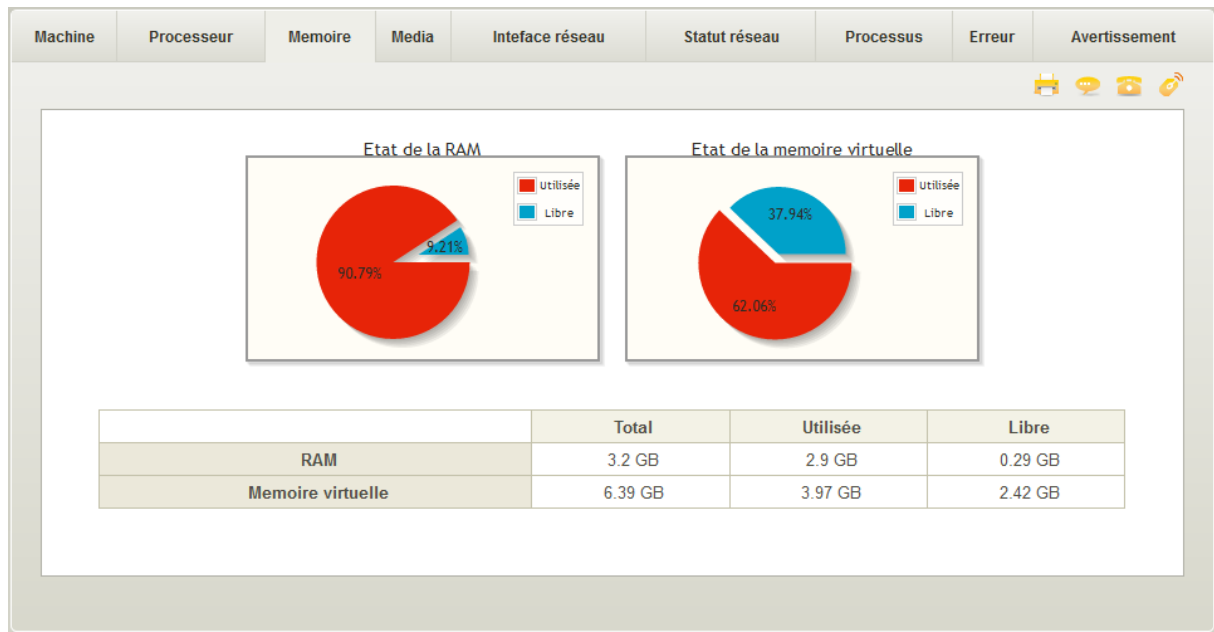 Machine Processeur Memoire Media Inteface réseau Statut réseau Processus Erreur Avertissement
Etat de la RAM
Utilisée
Libre
9.21%
90.79%
Etat de la memoire virtuelle
Utilisée
Libre
37.94%
62.06%
Total Utilisée Libre
RAM 3.2 GB 2.9 GB 0.29 GB
Memoire virtuelle 6.39 GB 3.97 GB 2.42 GB